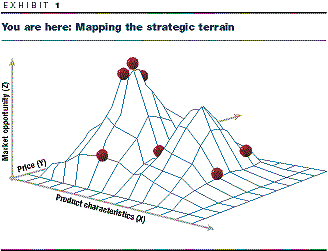 EXHIBIT 1
You are here: Mapping the strategic terrain
Market opportunity (Z)
Price (Y)
Product characteristics (X)